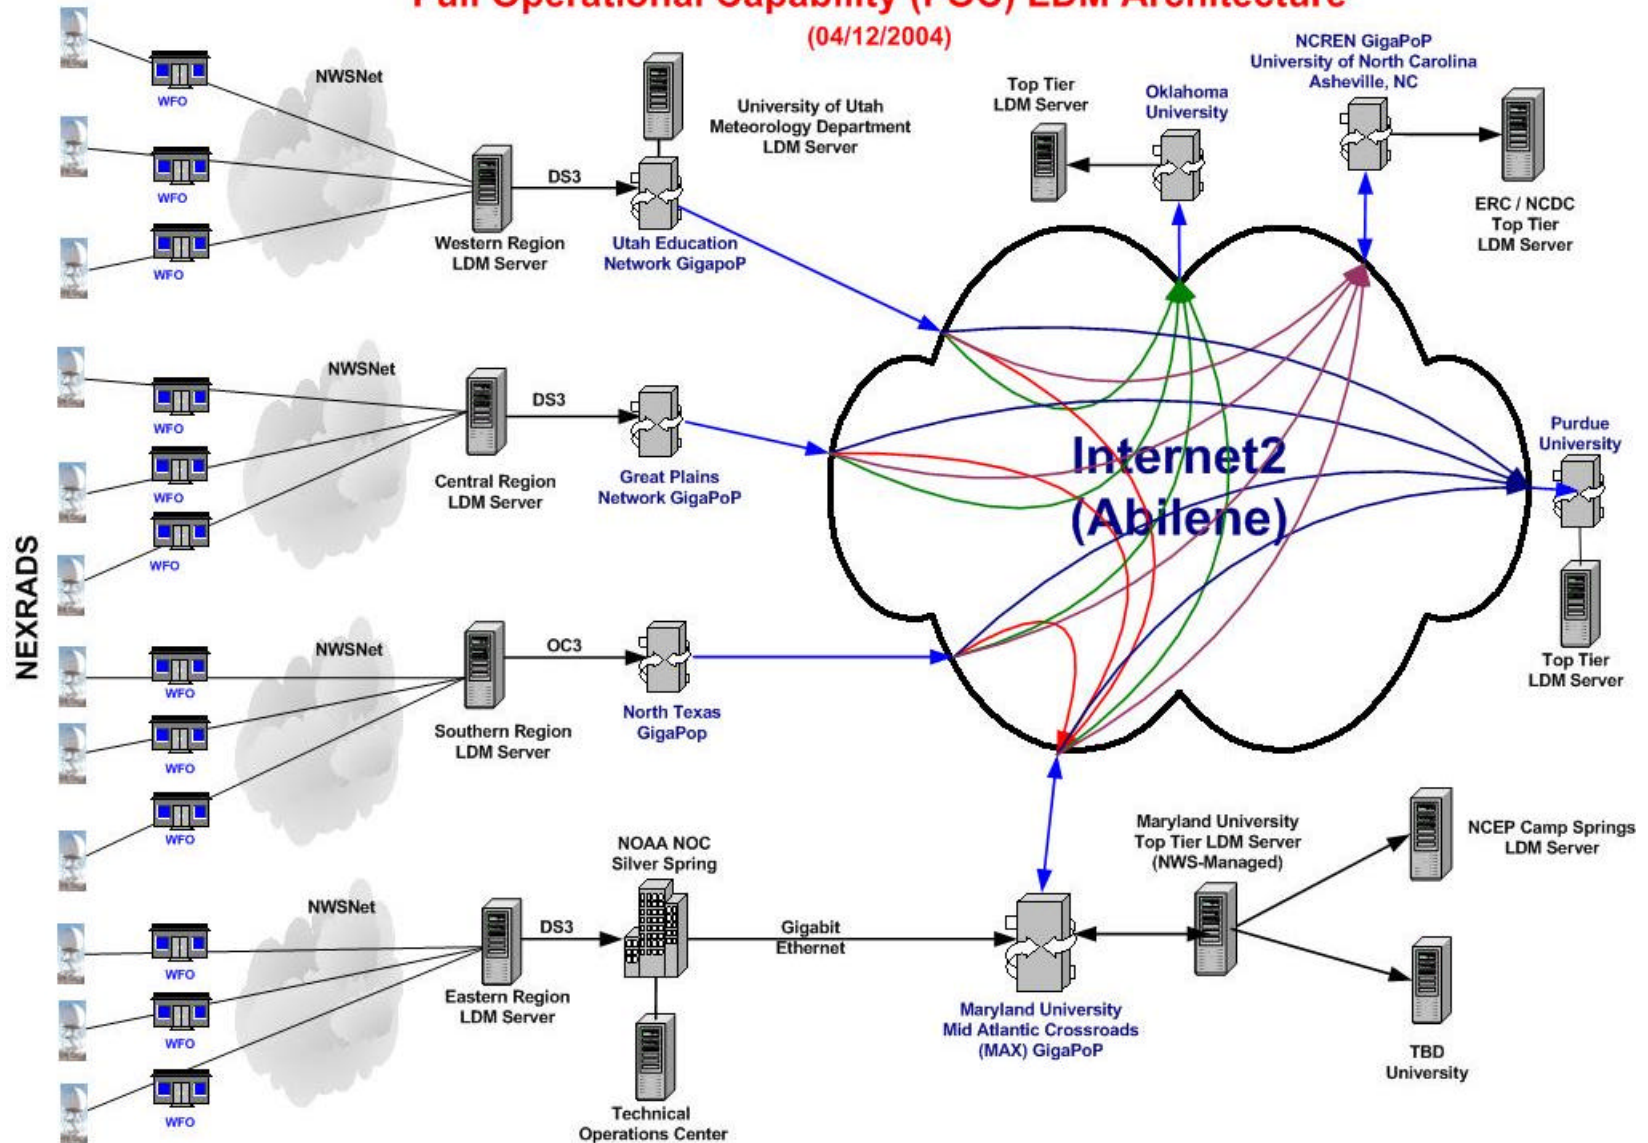 Full Operational Capability (FOC) LDM Architecture
(04/12/2004)
NEXRADS
WFO
WFO
WFO
NWSNet
Western Region
LDM Server
DS3
University of Utah
Meteorology Department
LDM Server
Utah Education
Network GigapoP
Top Tier
LDM Server
Oklahoma
University
NCREN GigaPoP
University of North Carolina
Asheville, NC
ERC / NCDC
Top Tier
LDM Server
WFO
WFO
WFO
NWSNet
Central Region
LDM Server
DS3
Great Plains
Network GigaPoP
Internet2
(Abilene)
Purdue
University
Top Tier
LDM Server
WFO
WFO
WFO
NWSNet
Southern Region
LDM Server
OC3
North Texas
GigaPop
WFO
WFO
WFO
NWSNet
Eastern Region
LDM Server
DS3
NOAA NOC
Silver Spring
Technical
Operations Center
Gigabit
Ethernet
Maryland University
Mid Atlantic Crossroads
(MAX) GigaPoP
Maryland University
Top Tier LDM Server
(NWS-Managed)
NCEP Camp Springs
LDM Server
TBD
University